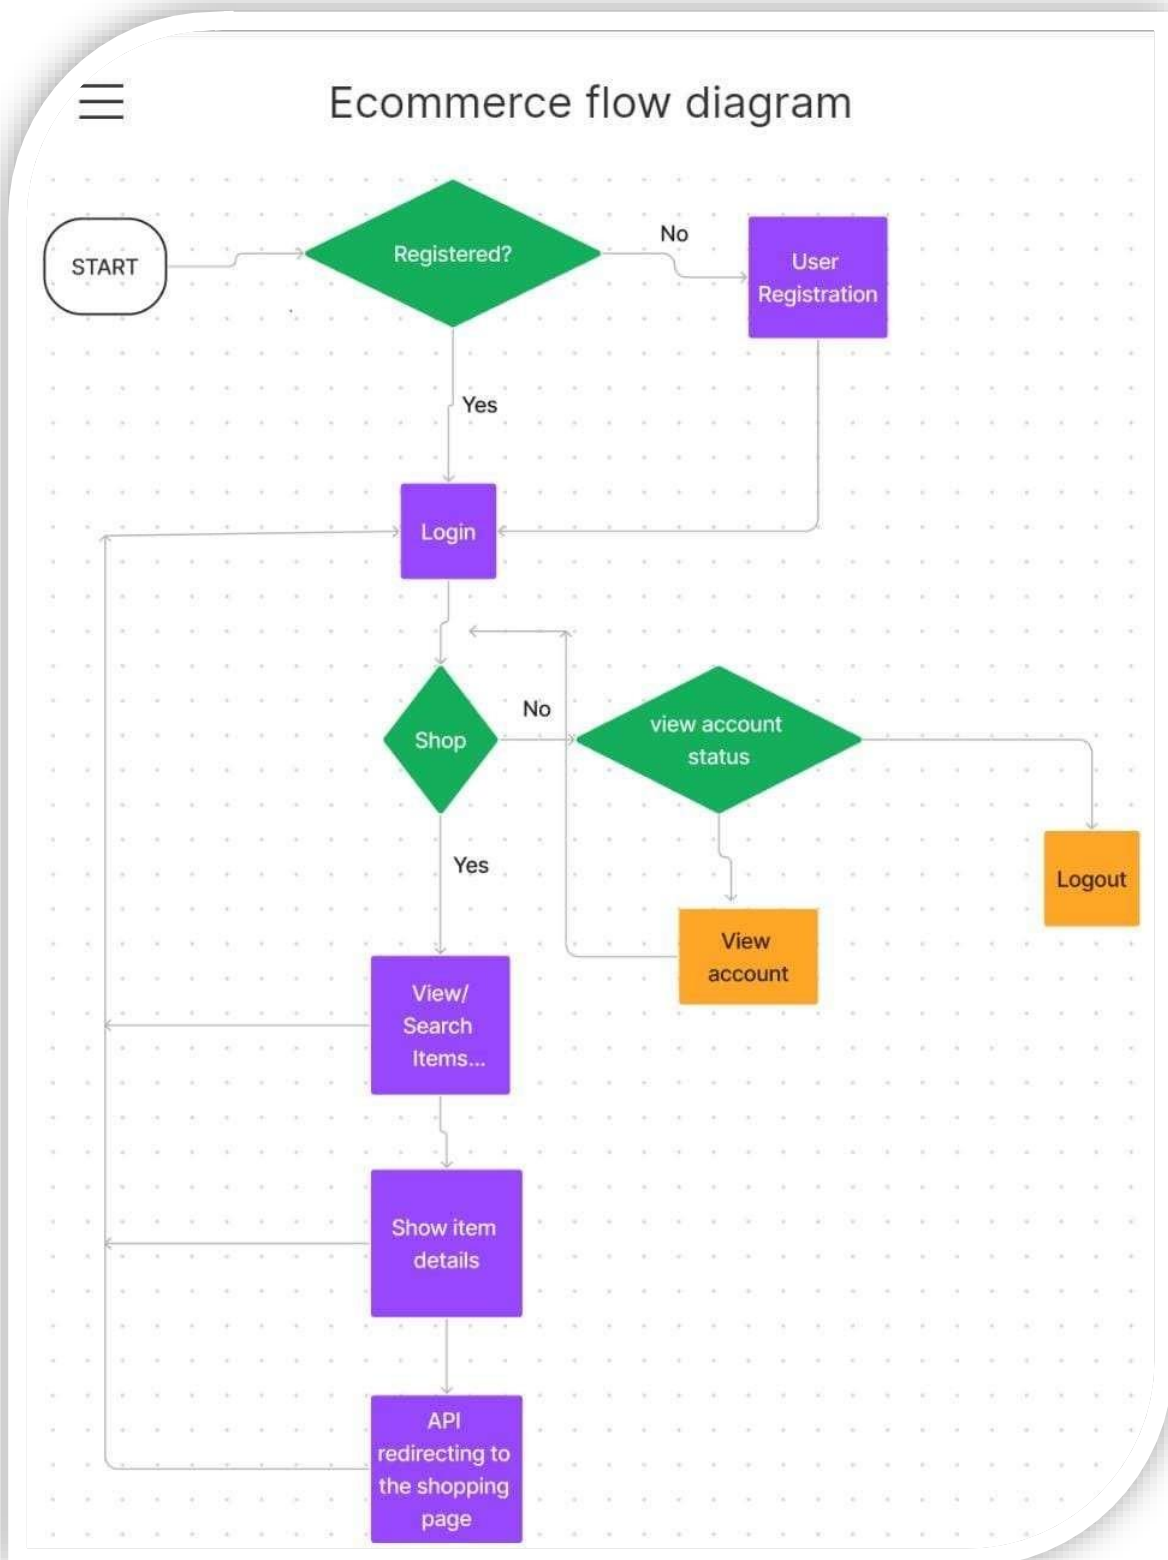 Ecommerce flow diagram
START
Registered?
No
User
Registration
Yes
Login
Shop
No
view account
status
Logout
Yes
View
account
View/
Search
Items...
Show item
details
API
redirecting to
the shopping
page